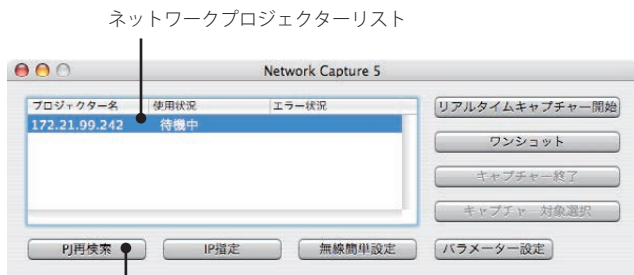 ネットワークプロジェクターリスト
Network Capture 5
プロジェクター名 使用状況 エラー状況
172.21.99.242 待機中
リアルタイムキャプチャー開始
ワンショット
キャプチャー終了
キャプチャー 対象選択
PJ再検索 IP指定 無線簡単設定 パラメーター設定